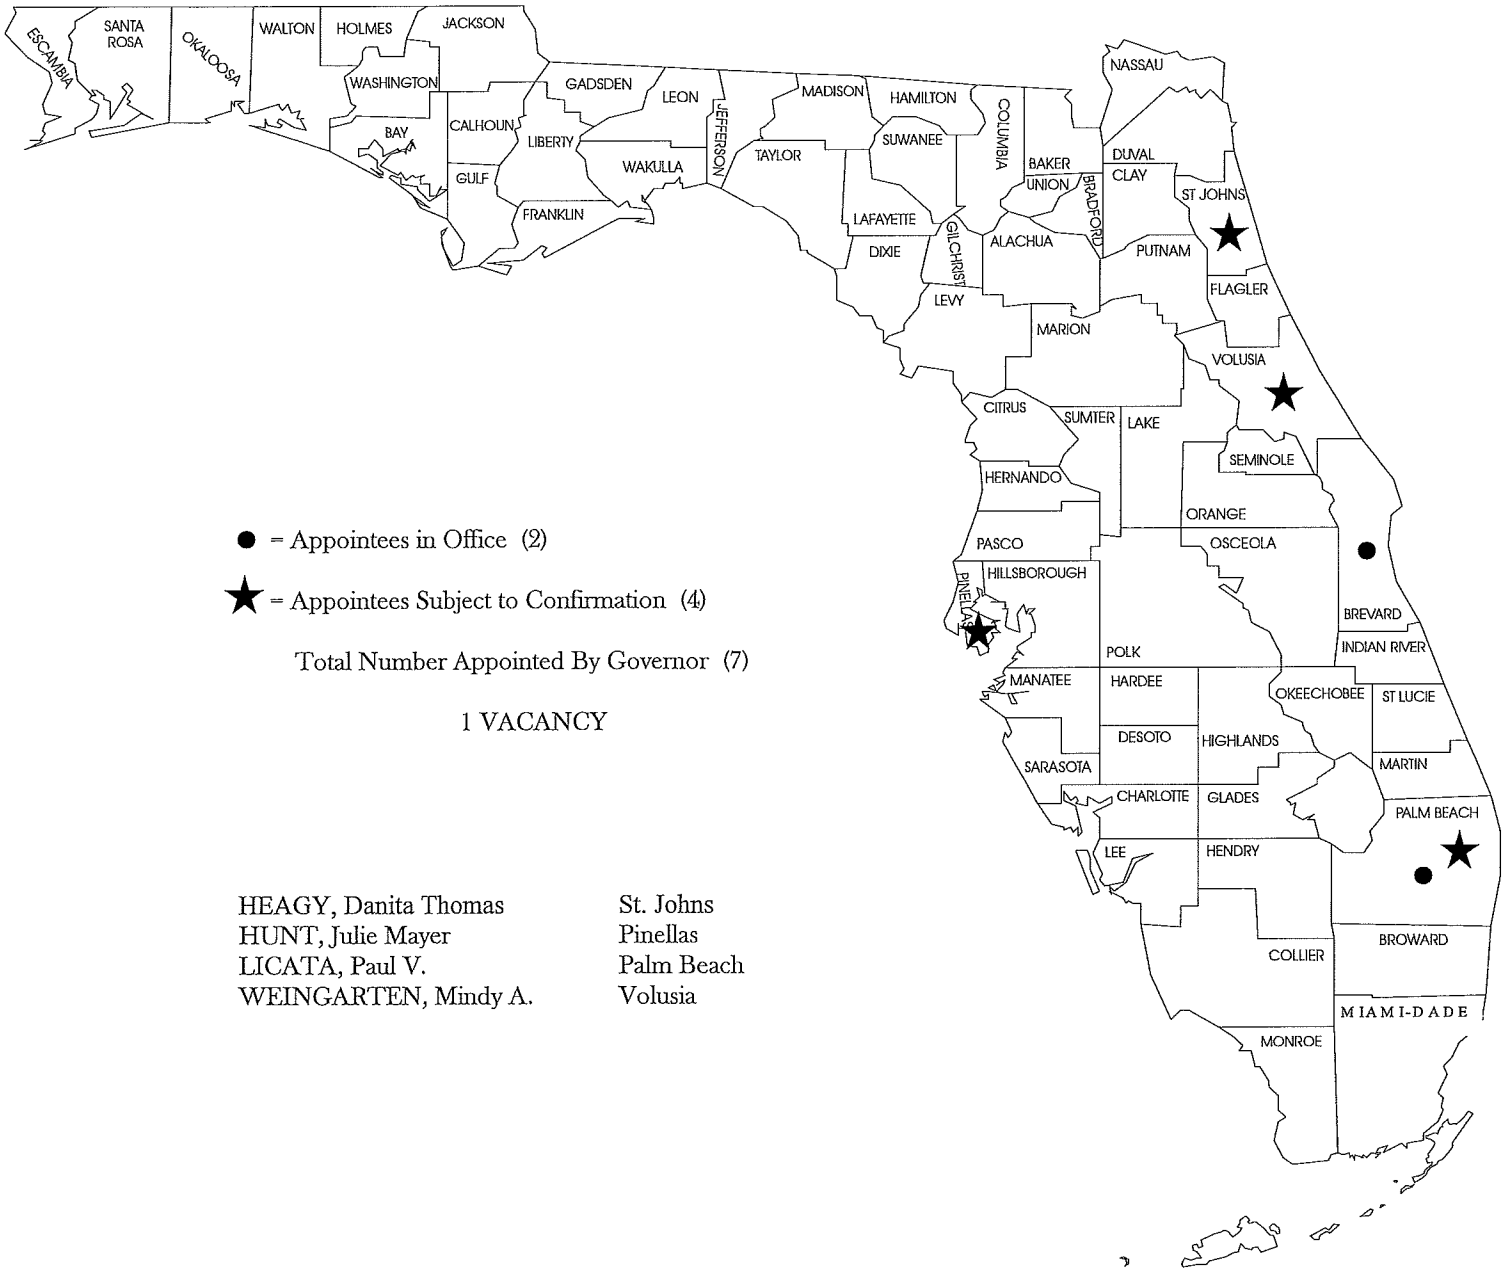 ESCAMBIA
SANTA
ROSA
OKALOOSA
WALTON
HOLMES
JACKSON
WASHINGTON
BAY
CALHOUN
GULF
LIBERTY
GADSDEN
LEON
WAKULLA
FRANKLIN
JEFFERSON
MADISON
TAYLOR
HAMILTON
SUWANEE
LAFAYETTE
DIXIE
COLUMBIA
GILCHRIST
LEVY
BAKER
UNION
BRADFORD
ALACHUA
NASSAU
DUVAL
CLAY
ST JOHNS
PUTNAM
FLAGLER
MARION
VOLUSIA
CITRUS
SUMTER
LAKE
SEMINOLE
HERNANDO
ORANGE
PASCO
OSCEOLA
PINELLAS
HILLSBOROUGH
BREVARD
POLK
INDIAN RIVER
MANATEE
HARDEE
OKEECHOBEE
ST LUCIE
DESOTO
HIGHLANDS
SARASOTA
MARTIN
CHARLOTTE
GLADES
PALM BEACH
LEE
HENDRY
BROWARD
COLLIER
MIAMI-DADE
MONROE
= Appointees in Office (2)
= Appointees Subject to Confirmation (4)
Total Number Appointed By Governor (7)
1 VACANCY
HEAGY, Danita Thomas St. Johns
HUNT, Julie Mayer Pinellas
LICATA, Paul V. Palm Beach
WEINGARTEN, Mindy A. Volusia